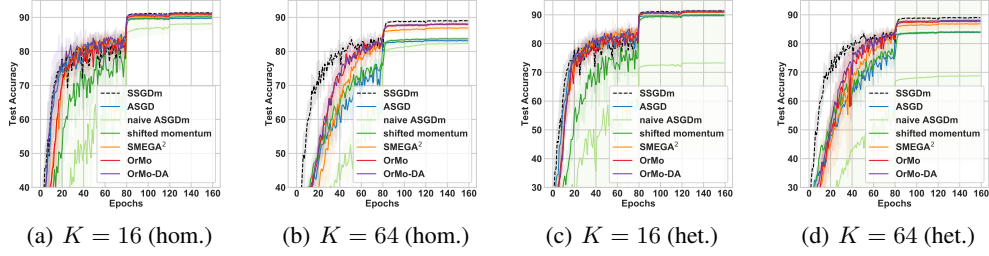 Test Accuracy
90
80
70
60
50
40
0 20 40 60 80 100 120 140 160
Epochs
SSGDm
ASGD
naive ASGDm
shifted momentum
SMEGA²
OrMo
OrMo-DA
(a) K = 16 (hom.)
Test Accuracy
90
80
70
60
50
40
0 20 40 60 80 100 120 140 160
Epochs
SSGDm
ASGD
naive ASGDm
shifted momentum
SMEGA²
OrMo
OrMo-DA
(b) K = 64 (hom.)
Test Accuracy
90
80
70
60
50
40
30
0 20 40 60 80 100 120 140 160
Epochs
SSGDm
ASGD
naive ASGDm
shifted momentum
SMEGA²
OrMo
OrMo-DA
(c) K = 16 (het.)
Test Accuracy
90
80
70
60
50
40
30
0 20 40 60 80 100 120 140 160
Epochs
SSGDm
ASGD
naive ASGDm
shifted momentum
SMEGA²
OrMo
OrMo-DA
(d) K = 64 (het.)